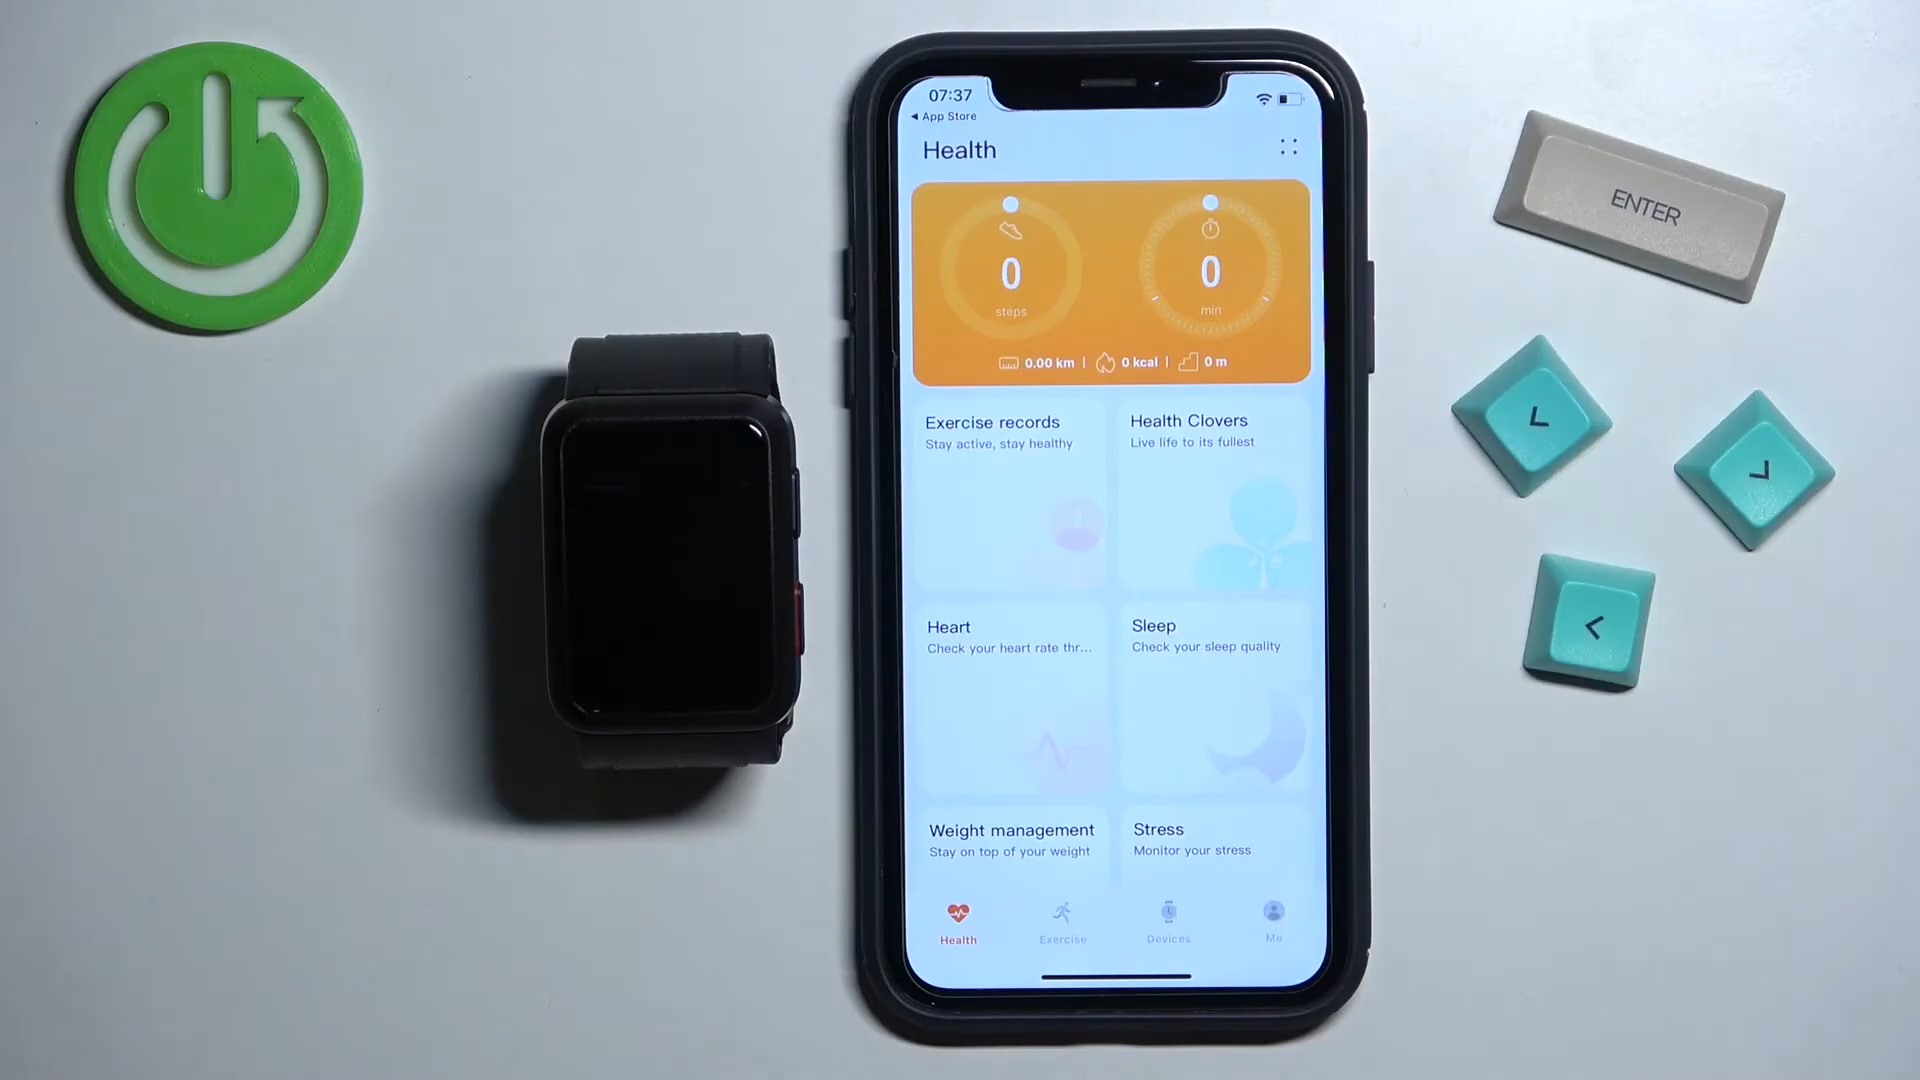 07:37
◄ App Store
Health
0
steps
0
min
0.00 km | 0 kcal | 0 m
Exercise records
Stay active, stay healthy
Health Clovers
Live life to its fullest
Heart
Check your heart rate thr...
Sleep
Check your sleep quality
Weight management
Stay on top of your weight
Stress
Monitor your stress
Health
Exercise
Devices
Me
ENTER
<
<
<